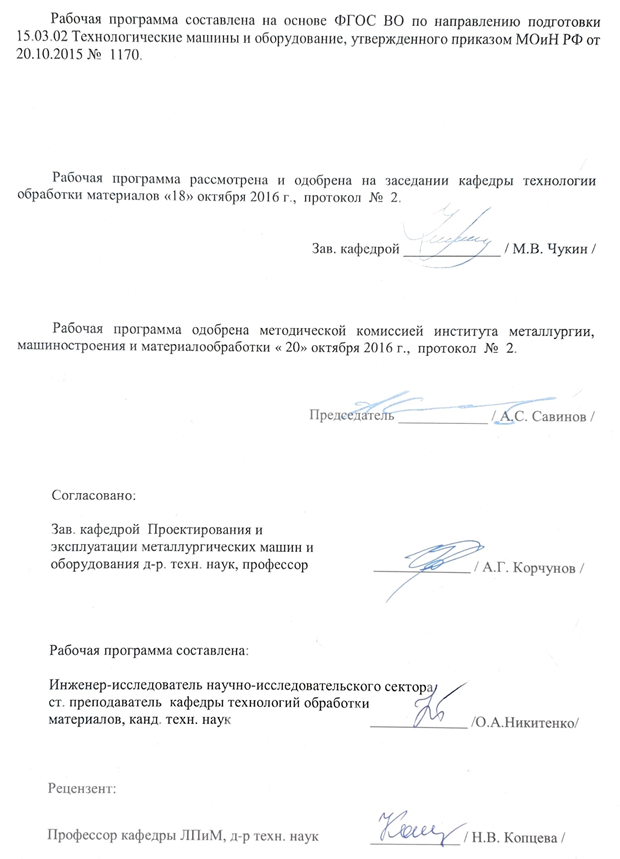 Рабочая программа составлена на основе ФГОС ВО по направлению подготовки
15.03.02 Технологические машины и оборудование, утвержденного приказом МОиН РФ от
20.10.2015 № 1170.
Рабочая программа рассмотрена и одобрена на заседании кафедры технологии
обработки материалов «18» октября 2016 г., протокол № 2.
Зав. кафедрой ______________ / М.В. Чукин /
Рабочая программа одобрена методической комиссией института металлургии,
машиностроения и материалообработки « 20» октября 2016 г., протокол № 2.
Председатель _____________ / А.С. Савинов /
Согласовано:
Зав. кафедрой Проектирования и
эксплуатации металлургических машин и
оборудования д-р. техн. наук, профессор ______________ / А.Г. Корчунов /
Рабочая программа составлена:
Инженер-исследователь научно-исследовательского сектора,
ст. преподаватель кафедры технологий обработки
материалов, канд. техн. наук ______________ /О.А.Никитенко/
Рецензент:
Профессор кафедры ЛПиМ, д-р техн. наук _____________ / Н.В. Копцева /